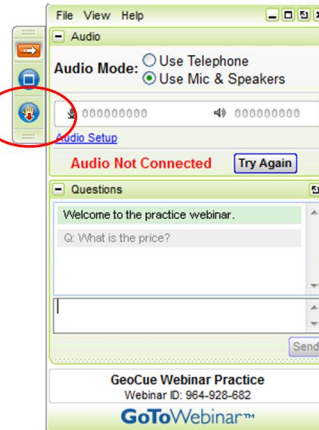 File View Help
Audio
Audio Mode: Use Telephone
Use Mic & Speakers
000000000 000000000
Audio Setup
Audio Not Connected Try Again
Questions
Welcome to the practice webinar.
Q: What is the price?
Send
GeoCue Webinar Practice
Webinar ID: 964-928-682
GoToWebinar™